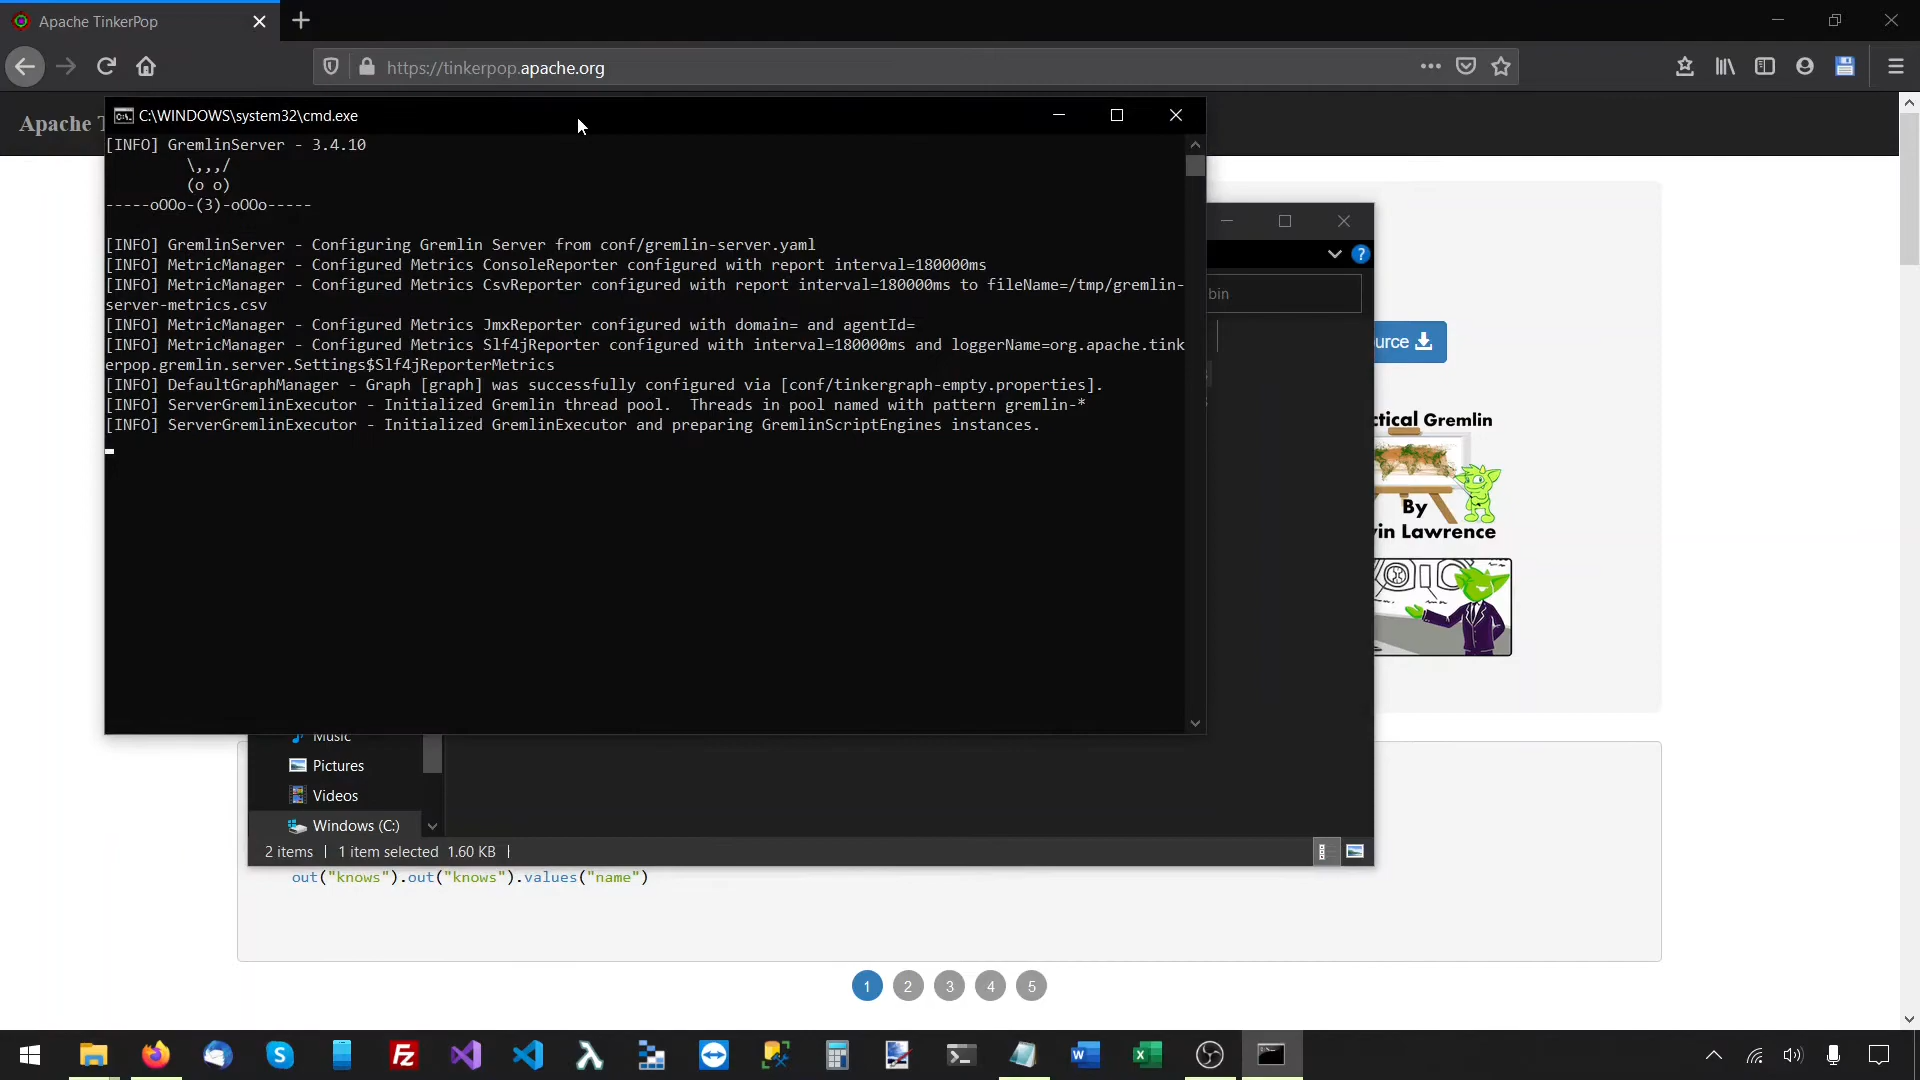 Apache TinkerPop
https://tinkerpop.apache.org
Apache T
C:\WINDOWS\system32\cmd.exe
[INFO] GremlinServer - 3.4.10
\,,,/
(o o)
-----oOOo-(3)-oOOo-----
[INFO] GremlinServer - Configuring Gremlin Server from conf/gremlin-server.yaml
[INFO] MetricManager - Configured Metrics ConsoleReporter configured with report interval=180000ms
[INFO] MetricManager - Configured Metrics CsvReporter configured with report interval=180000ms to fileName=/tmp/gremlin-
server-metrics.csv
[INFO] MetricManager - Configured Metrics JmxReporter configured with domain= and agentId=
[INFO] MetricManager - Configured Metrics Slf4jReporter configured with interval=180000ms and loggerName=org.apache.tink
erpop.gremlin.server.Settings$Slf4jReporterMetrics
[INFO] DefaultGraphManager - Graph [graph] was successfully configured via [conf/tinkergraph-empty.properties].
[INFO] ServerGremlinExecutor - Initialized Gremlin thread pool.  Threads in pool named with pattern gremlin-*
[INFO] ServerGremlinExecutor - Initialized GremlinExecutor and preparing GremlinScriptEngines instances.
bin
urce
ctical Gremlin
By
vin Lawrence
Music
Pictures
Videos
Windows (C:)
2 items | 1 item selected 1.60 KB |
out("knows").out("knows").values("name")
1 2 3 4 5